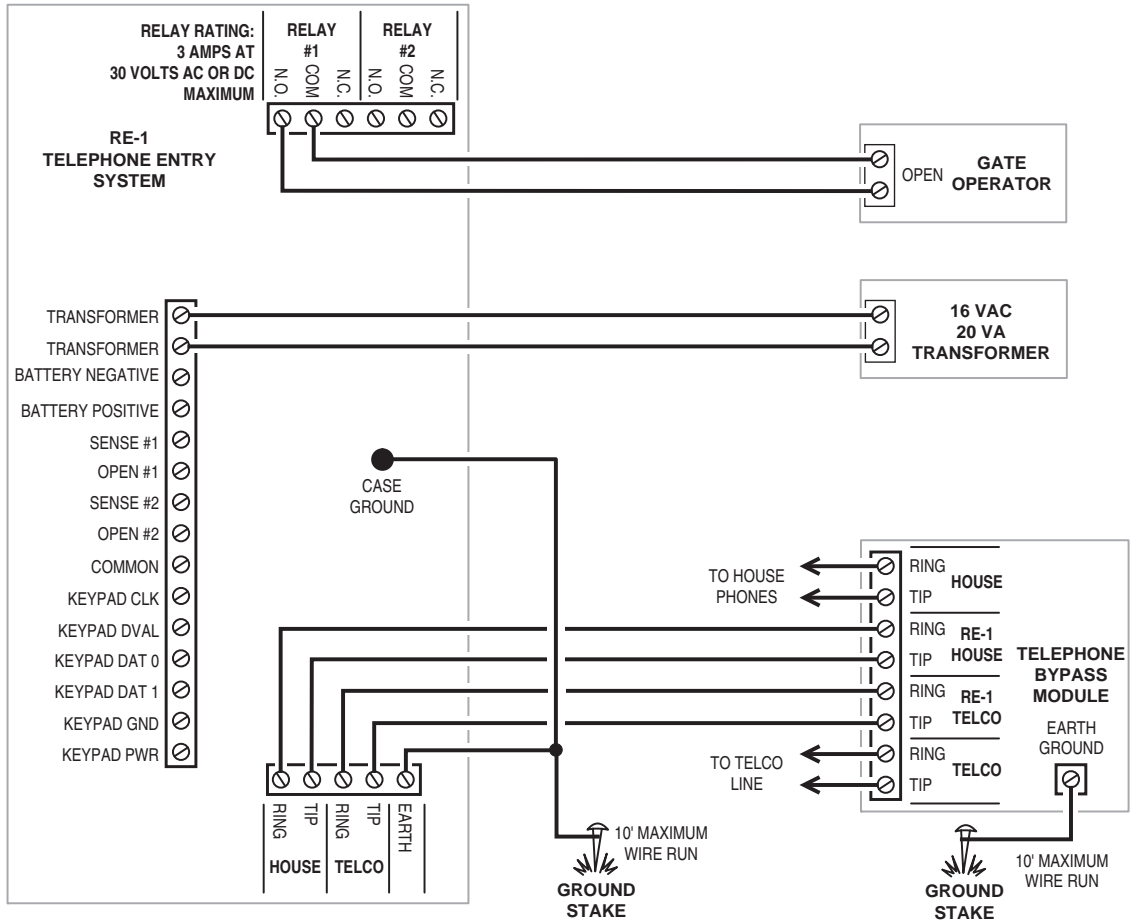 RELAY RATING:
3 AMPS AT
30 VOLTS AC OR DC
MAXIMUM
RELAY
#1
RELAY
#2
N.O.
COM
N.C.
N.O.
COM
N.C.
RE-1
TELEPHONE ENTRY
SYSTEM
OPEN
GATE
OPERATOR
TRANSFORMER
TRANSFORMER
BATTERY NEGATIVE
BATTERY POSITIVE
SENSE #1
OPEN #1
SENSE #2
OPEN #2
COMMON
KEYPAD CLK
KEYPAD DVAL
KEYPAD DAT 0
KEYPAD DAT 1
KEYPAD GND
KEYPAD PWR
16 VAC
20 VA
TRANSFORMER
CASE
GROUND
TO HOUSE
PHONES
TO TELCO
LINE
RING
TIP
HOUSE
RING
TIP
RE-1
HOUSE
RING
TIP
RE-1
TELCO
RING
TIP
TELCO
TELEPHONE
BYPASS
MODULE
EARTH
GROUND
RING
TIP
RING
TIP
EARTH
HOUSE
TELCO
10' MAXIMUM
WIRE RUN
GROUND
STAKE
10' MAXIMUM
WIRE RUN
GROUND
STAKE